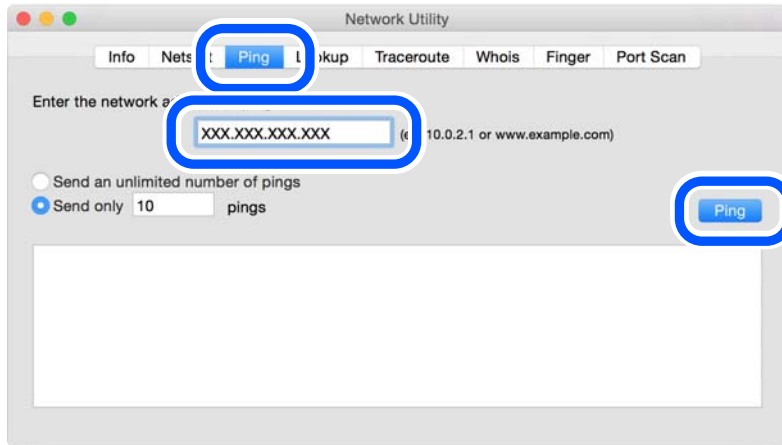 Network Utility
Info Ping Traceroute Whois Finger Port Scan
Enter the network
XXX.XXX.XXX.XXX 10.0.2.1 or www.example.com)
Send an unlimited number of pings
Send only 10 pings
Ping